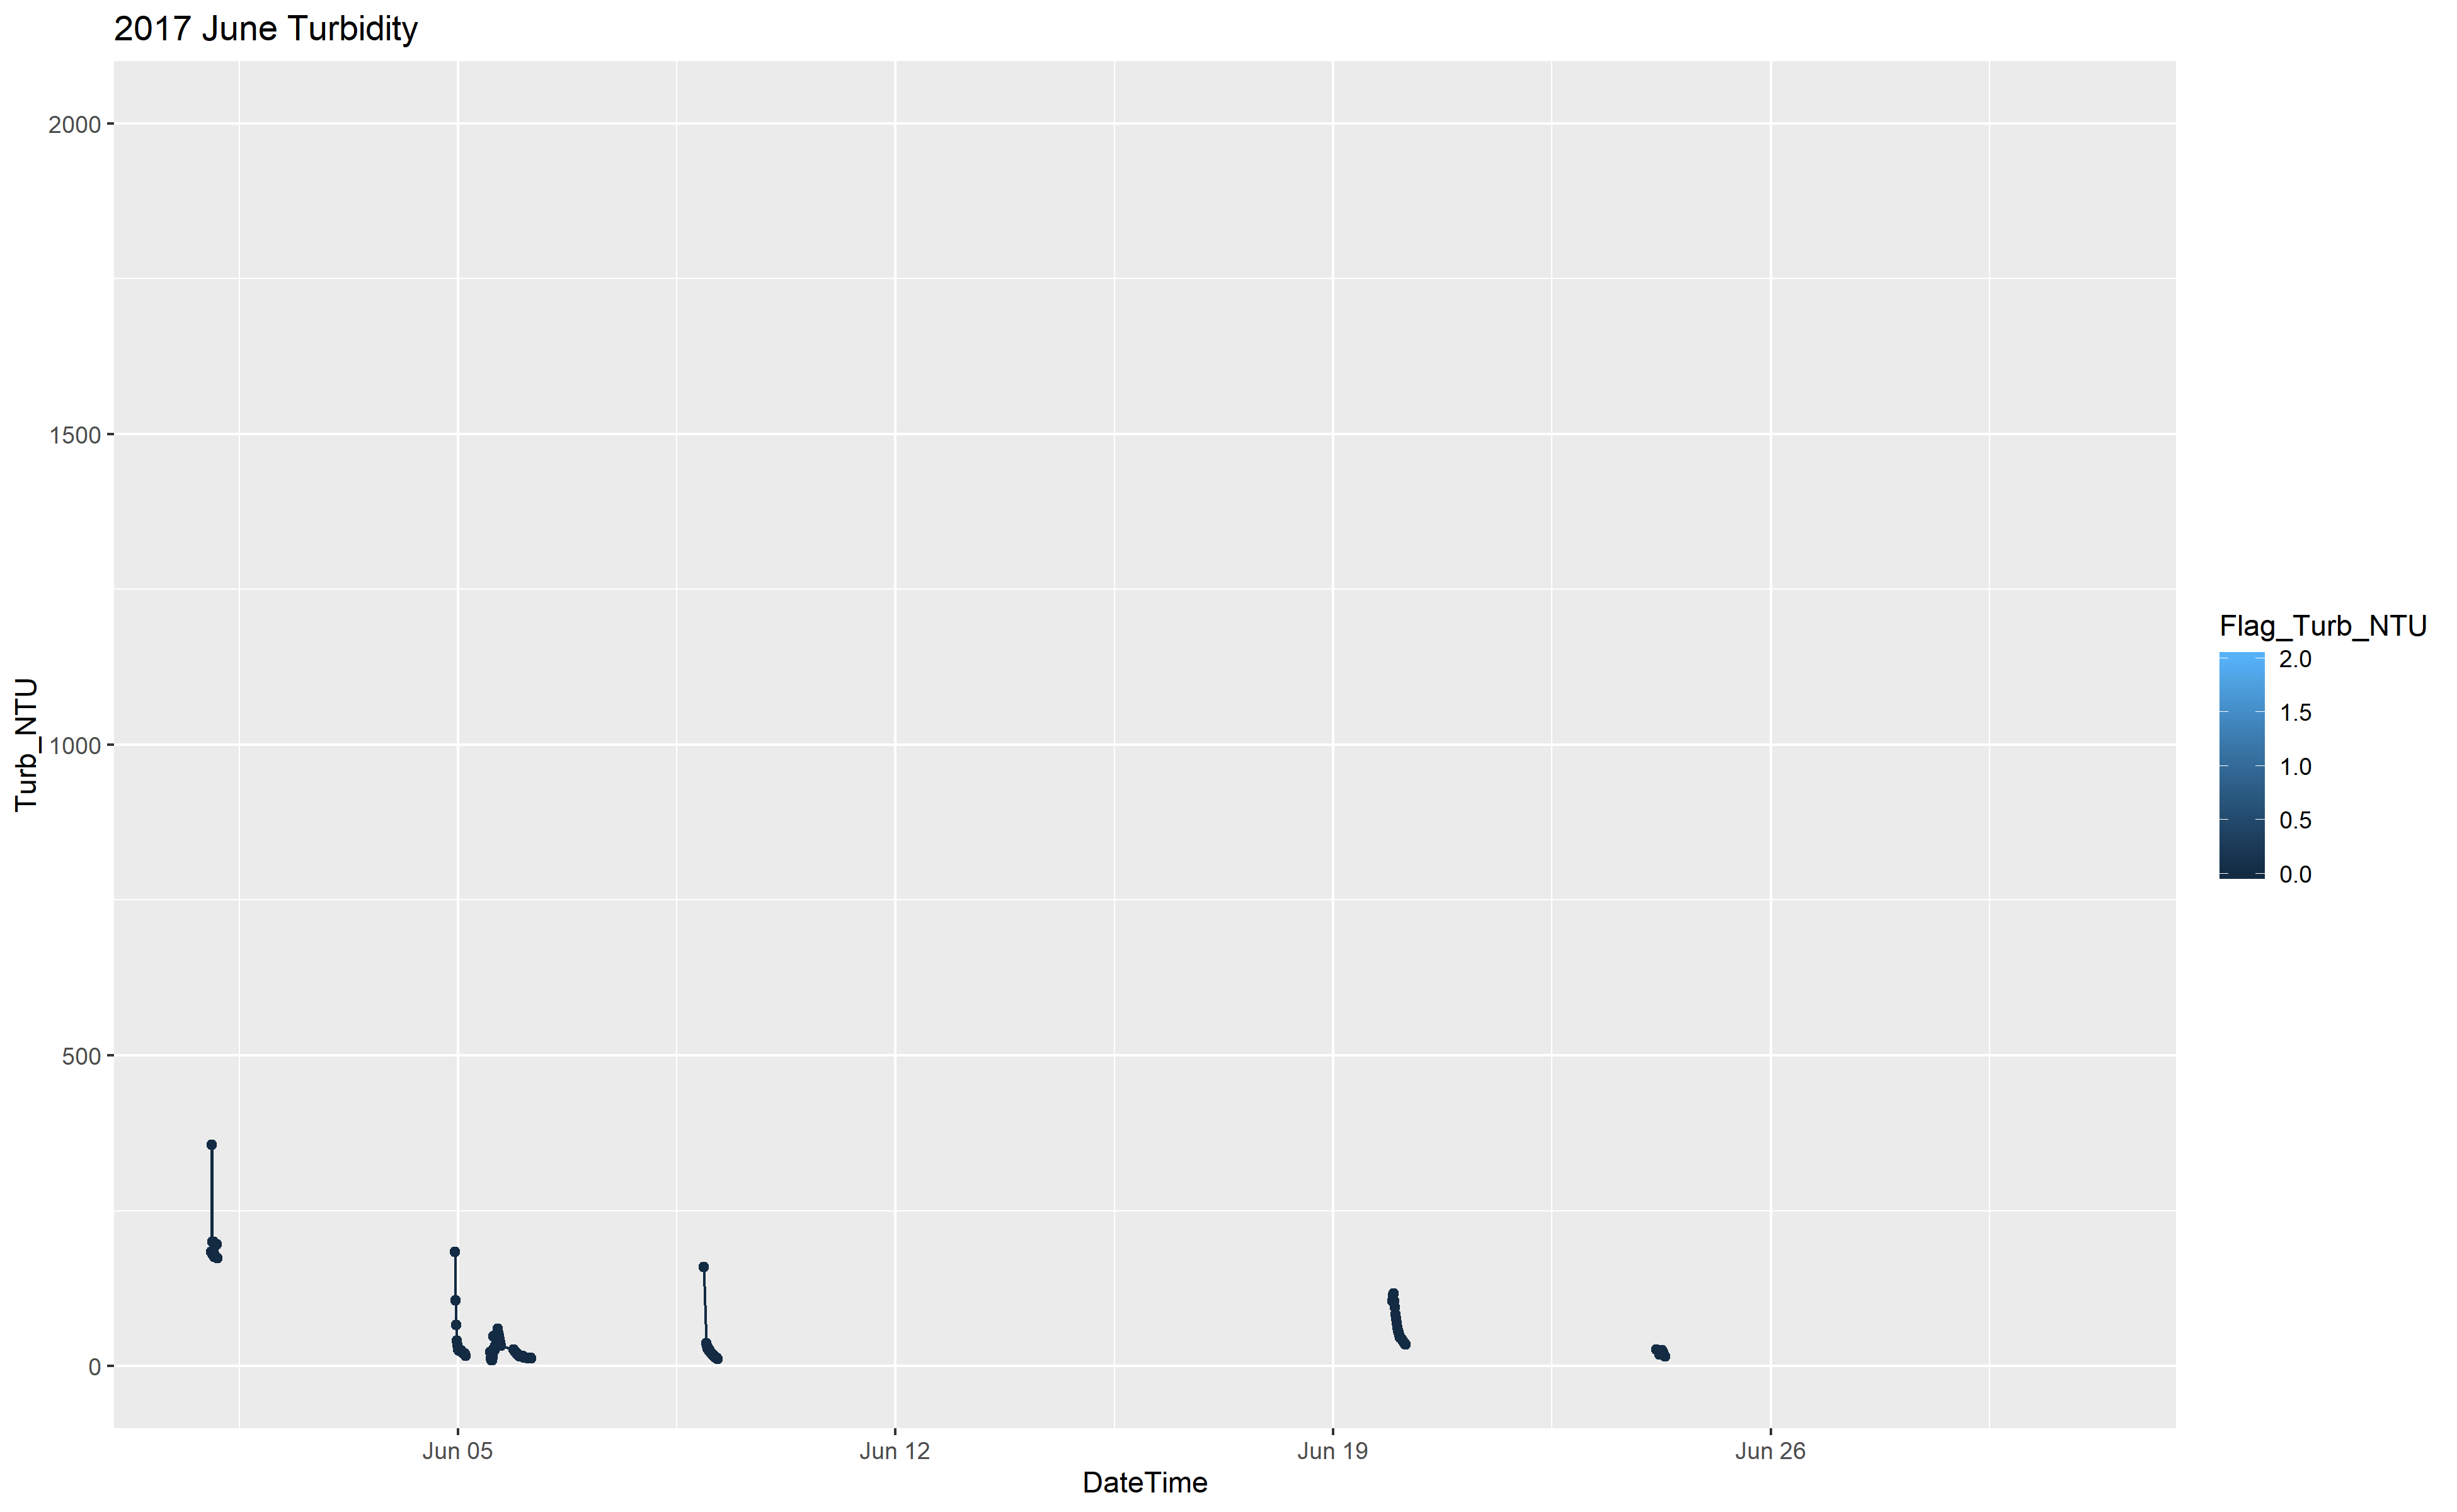 2017 June Turbidity
Turb_NTU
2000
1500
1000
500
0
Jun 05
Jun 12
Jun 19
Jun 26
DateTime
Flag_Turb_NTU
2.0
1.5
1.0
0.5
0.0